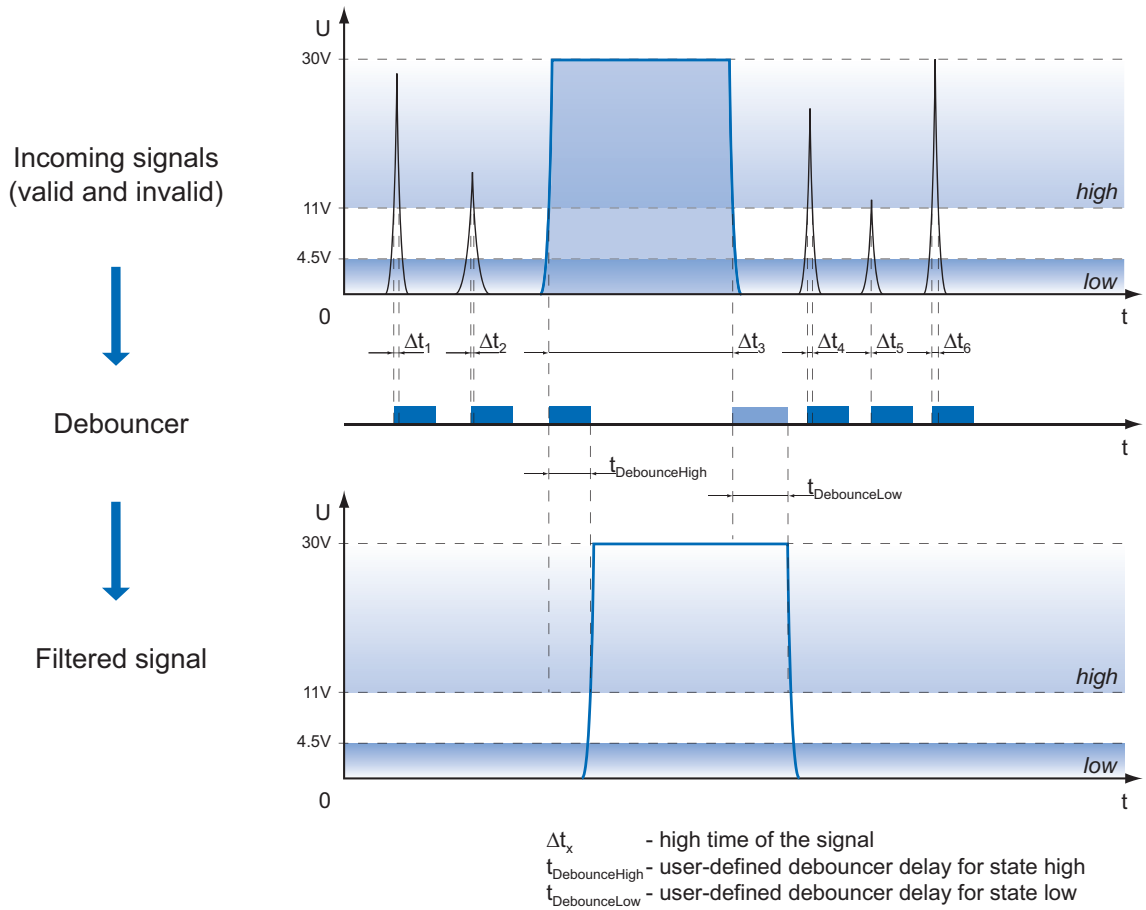 U
30V
Incoming signals
(valid and invalid)
high
11V
4.5V
low
0
t
Δt1 Δt2 Δt3 Δt4 Δt5 Δt6
Debouncer
t
tDebounceHigh
tDebounceLow
U
30V
Filtered signal
high
11V
4.5V
low
0
t
Δtx - high time of the signal
tDebounceHigh - user-defined debouncer delay for state high
tDebounceLow - user-defined debouncer delay for state low